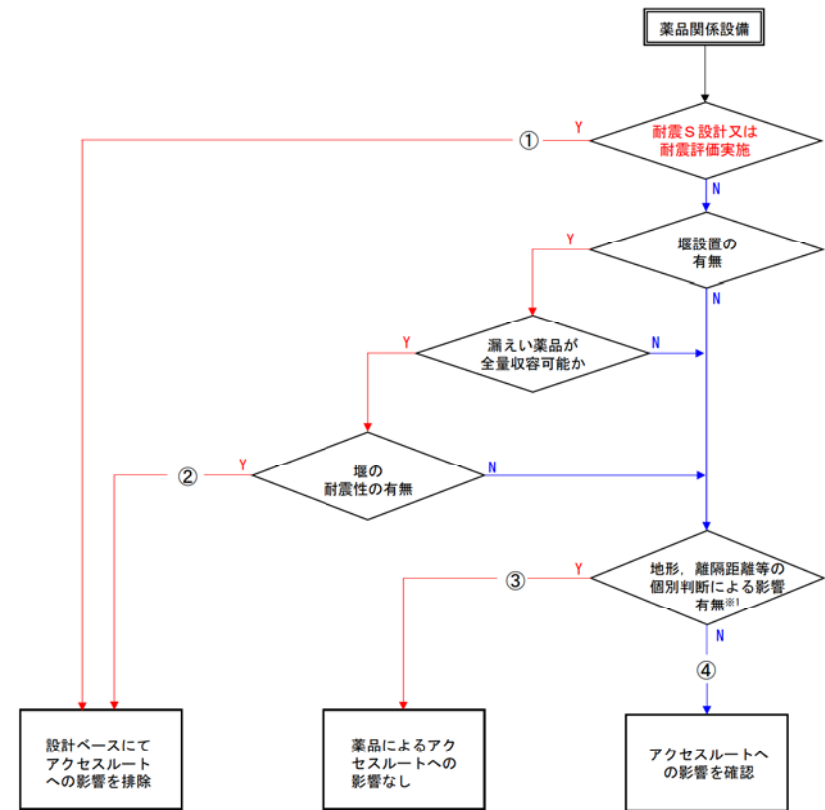 薬品関係設備
Y
①
耐震S設計又は
耐震評価実施
N
Y
堰設置の
有無
N
Y
漏えい薬品が
全量収容可能か
N
Y
②
堰の
耐震性の有無
N
Y
③
地形，離隔距離等の
個別判断による影響
有無※1
N
④
設計ベースにて
アクセスルート
への影響を排除
薬品によるアク
セスルートへの
影響なし
アクセスルートへ
の影響を確認